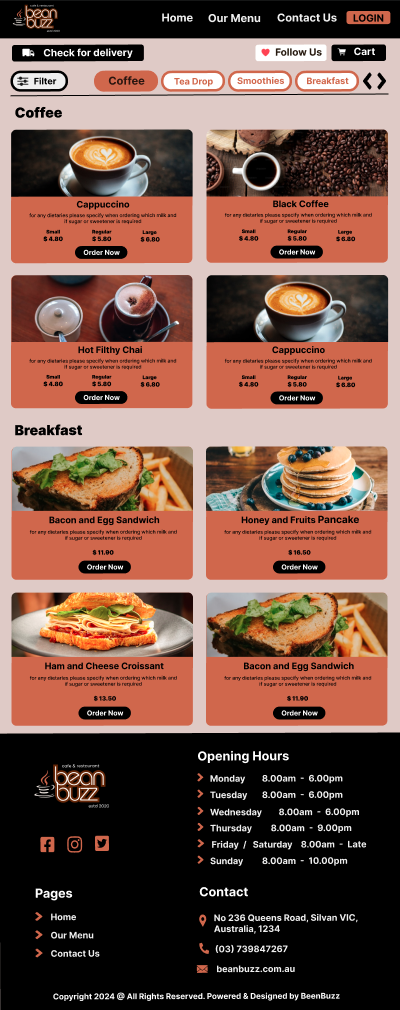 cafe & restaurant
bean
buzz
estd 2020
Home Our Menu Contact Us LOGIN
Check for delivery Follow Us Cart
Filter Coffee Tea Drop Smoothies Breakfast
Coffee
Cappuccino
for any dietaries please specify when ordering which milk and
if sugar or sweetener is required
Small Regular Large
$ 4.80 $ 5.80 $ 6.80
Order Now
Black Coffee
for any dietaries please specify when ordering which milk and
if sugar or sweetener is required
Small Regular Large
$ 4.80 $ 5.80 $ 6.80
Order Now
Hot Filthy Chai
for any dietaries please specify when ordering which milk and
if sugar or sweetener is required
Small Regular Large
$ 4.80 $ 5.80 $ 6.80
Order Now
Cappuccino
for any dietaries please specify when ordering which milk and
if sugar or sweetener is required
Small Regular Large
$ 4.80 $ 5.80 $ 6.80
Order Now
Breakfast
Bacon and Egg Sandwich
for any dietaries please specify when ordering which milk and
if sugar or sweetener is required
$ 11.90
Order Now
Honey and Fruits Pancake
for any dietaries please specify when ordering which milk and
if sugar or sweetener is required
$ 16.50
Order Now
Ham and Cheese Croissant
for any dietaries please specify when ordering which milk and
if sugar or sweetener is required
$ 13.50
Order Now
Bacon and Egg Sandwich
for any dietaries please specify when ordering which milk and
if sugar or sweetener is required
$ 11.90
Order Now
cafe & restaurant
bean
buzz
estd 2020
Opening Hours
Monday 8.00am - 6.00pm
Tuesday 8.00am - 6.00pm
Wednesday 8.00am - 6.00pm
Thursday 8.00am - 9.00pm
Friday / Saturday 8.00am - Late
Sunday 8.00am - 10.00pm
Pages
Home
Our Menu
Contact Us
Contact
No 236 Queens Road, Silvan VIC,
Australia, 1234
(03) 739847267
beanbuzz.com.au
Copyright 2024 @ All Rights Reserved. Powered & Designed by BeenBuzz